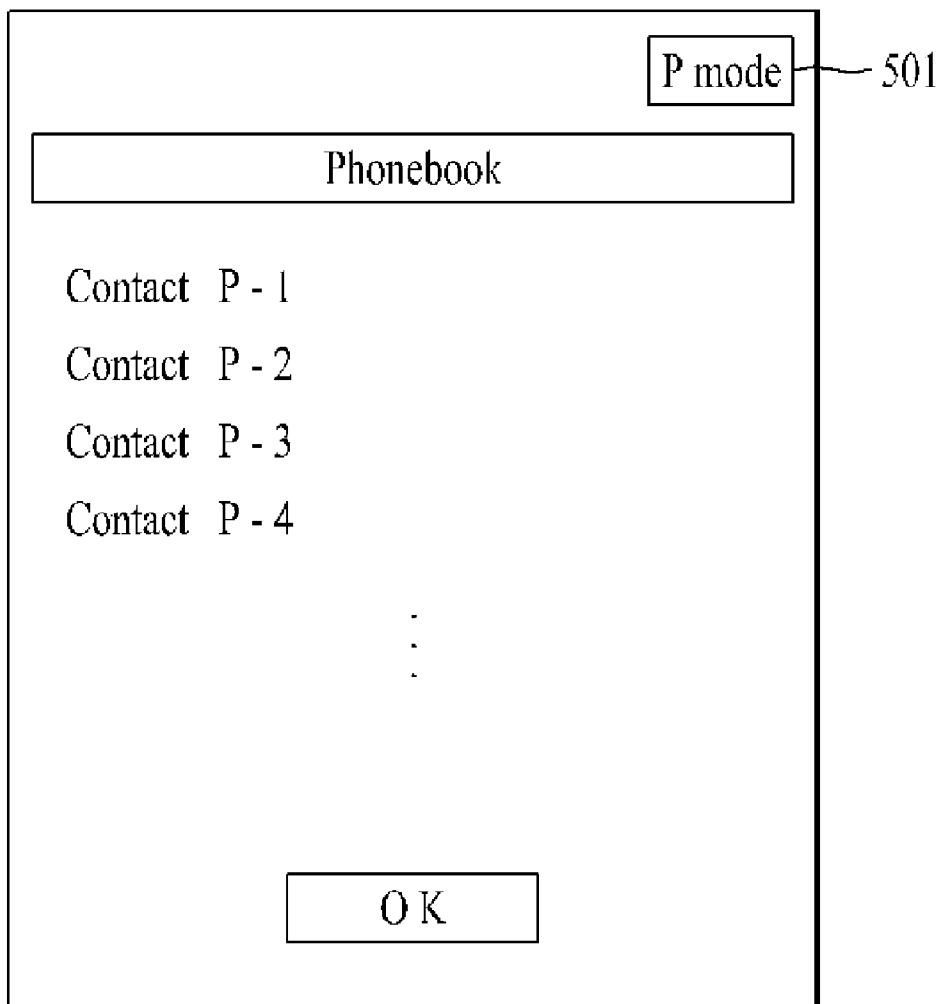 P mode 501
Phonebook
Contact P - 1
Contact P - 2
Contact P - 3
Contact P - 4
O K